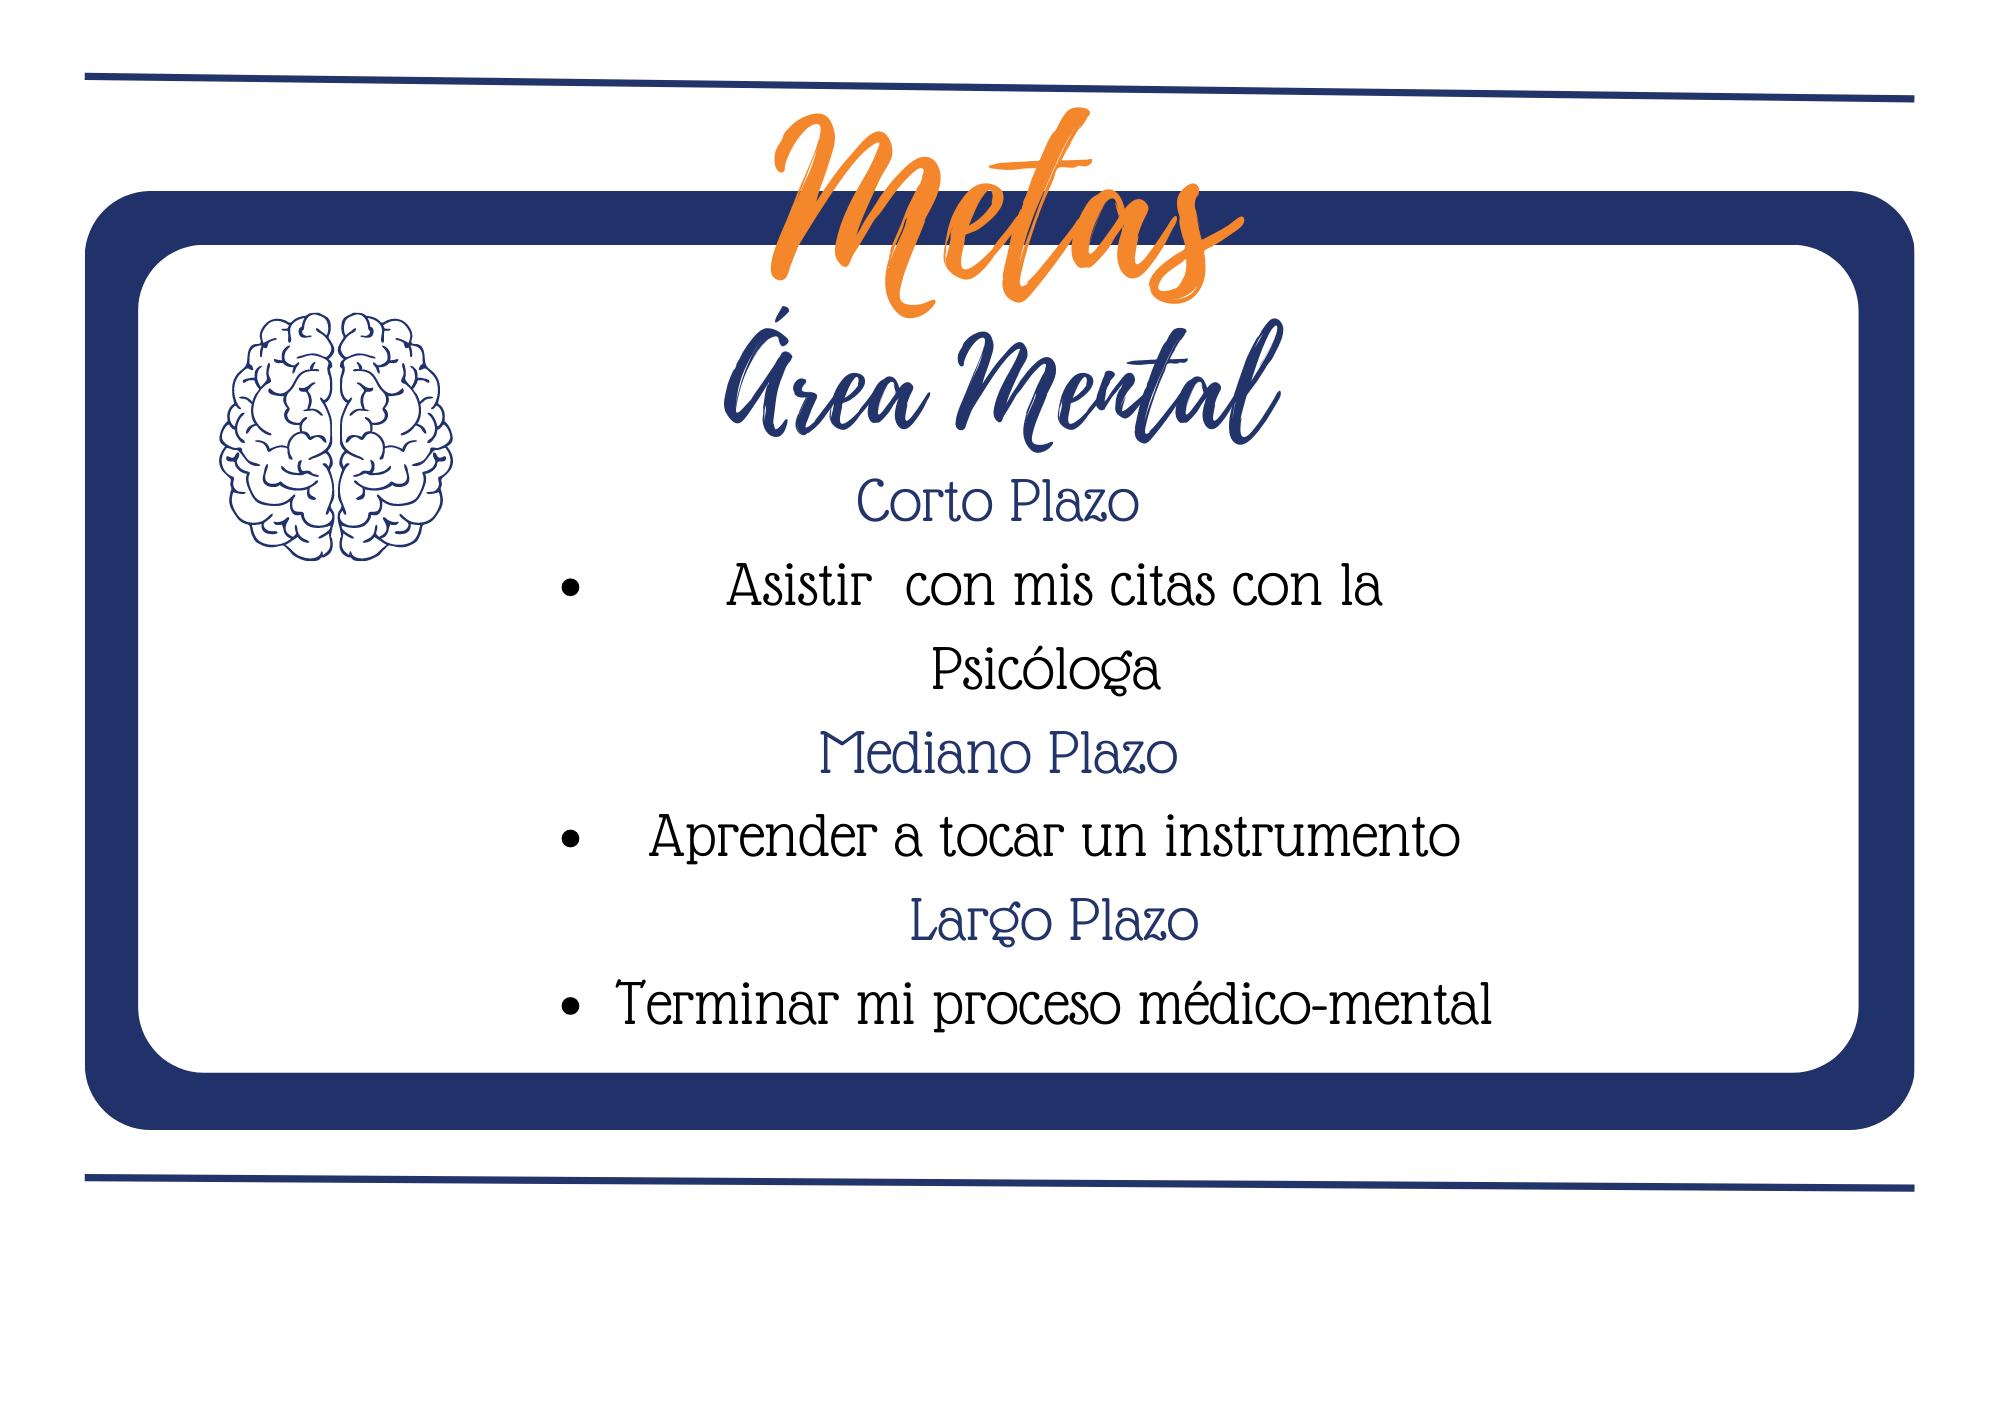 Metas
Área Mental
Corto Plazo
• Asistir  con mis citas con la
Psicóloga
Mediano Plazo
• Aprender a tocar un instrumento
Largo Plazo
• Terminar mi proceso médico-mental